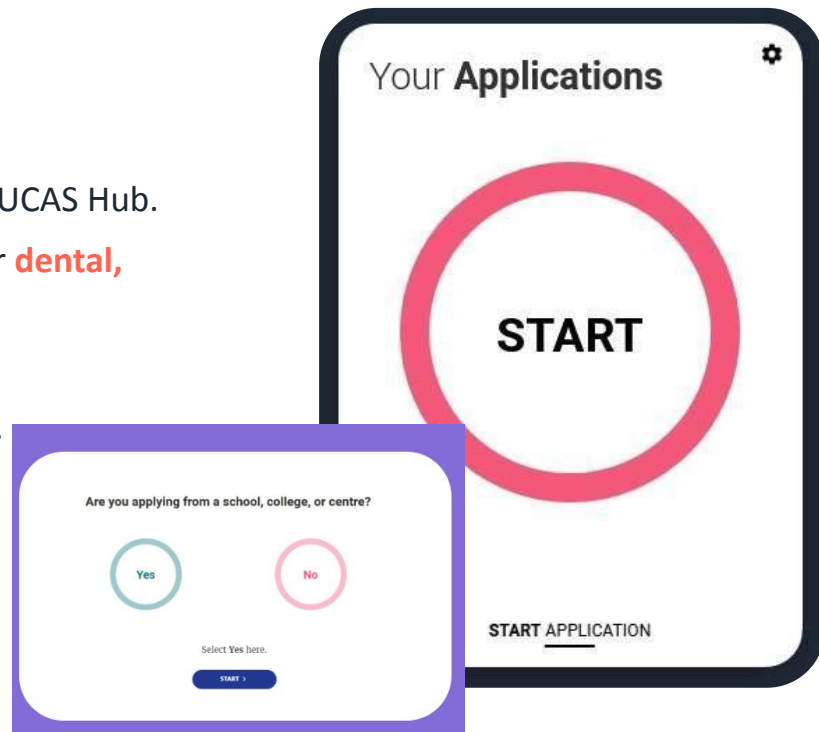 UCAS Hub.
dental,
Your Applications
START
START APPLICATION
Are you applying from a school, college, or centre?
Yes No
Select Yes here.
START >